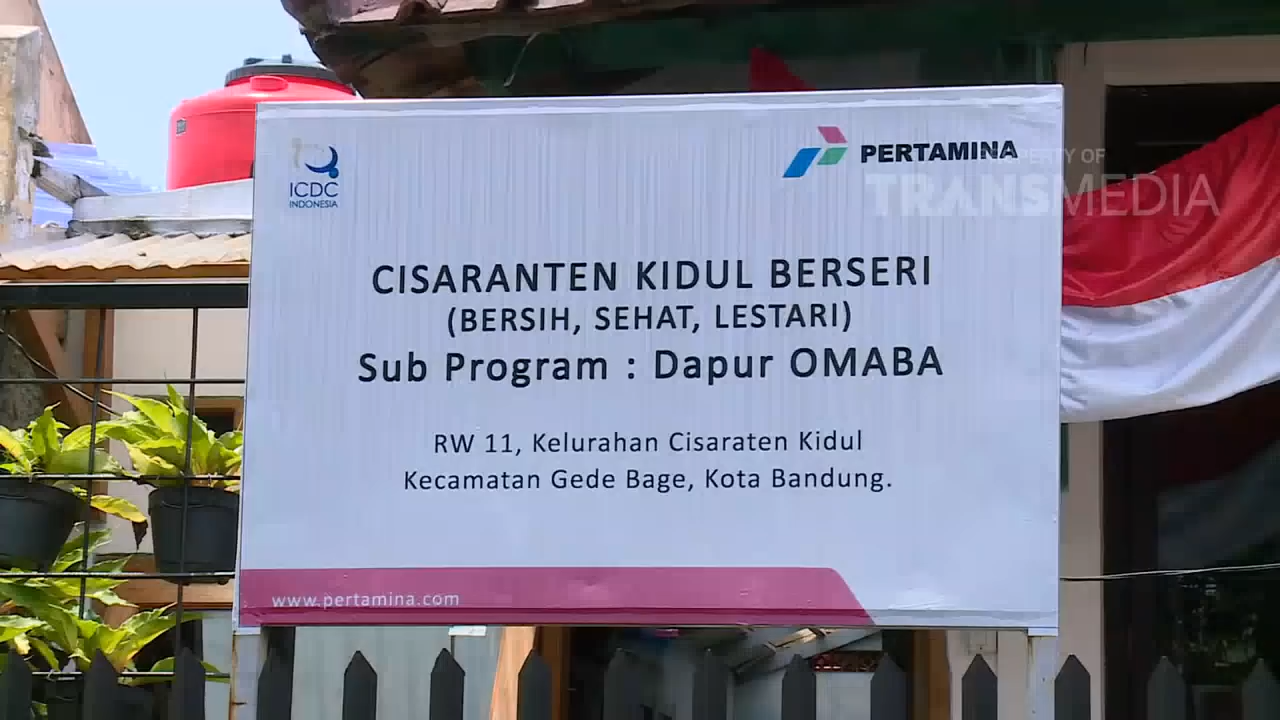 ICDC
INDONESIA
PERTAMINA
PROPERTY OF
TRANSMEDIA
CISARANTEN KIDUL BERSERI
(BERSIH, SEHAT, LESTARI)
Sub Program : Dapur OMABA
RW 11, Kelurahan Cisaraten Kidul
Kecamatan Gede Bage, Kota Bandung.
www.pertamina.com